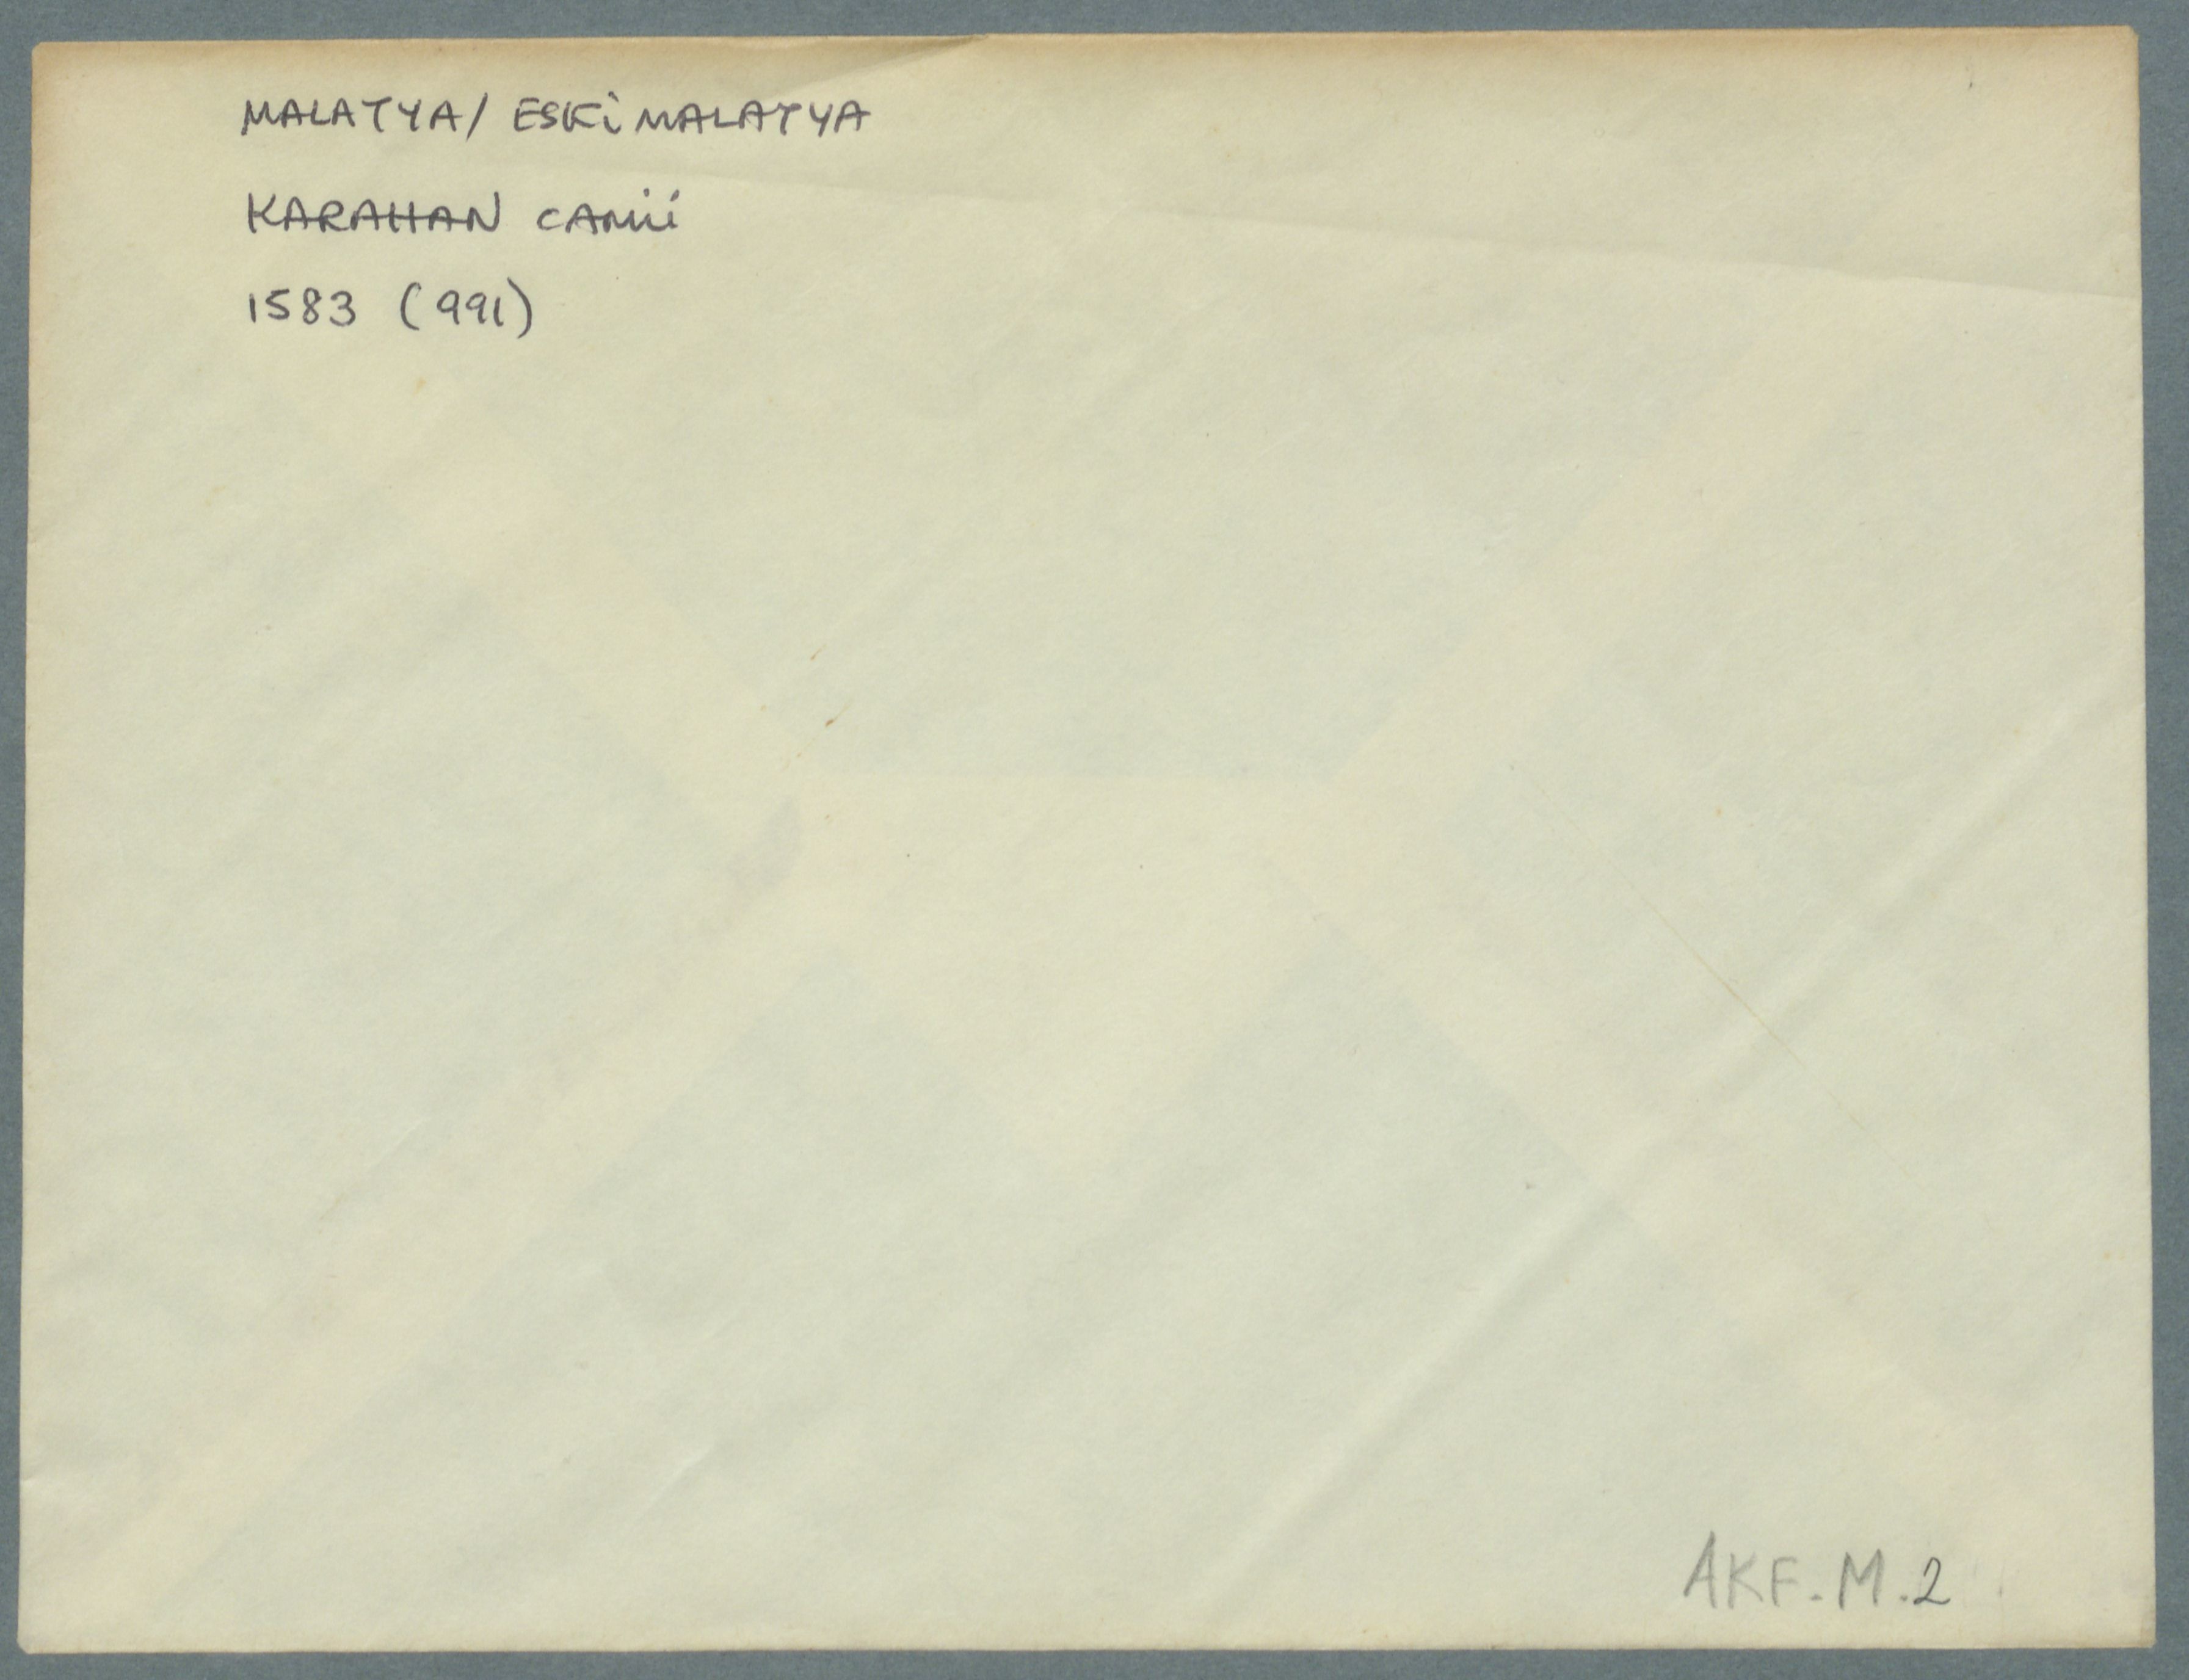 MALATYA/ ESKİMALATYA
KARAHAN CAMİİ
1583 (991)
AKF.M.2